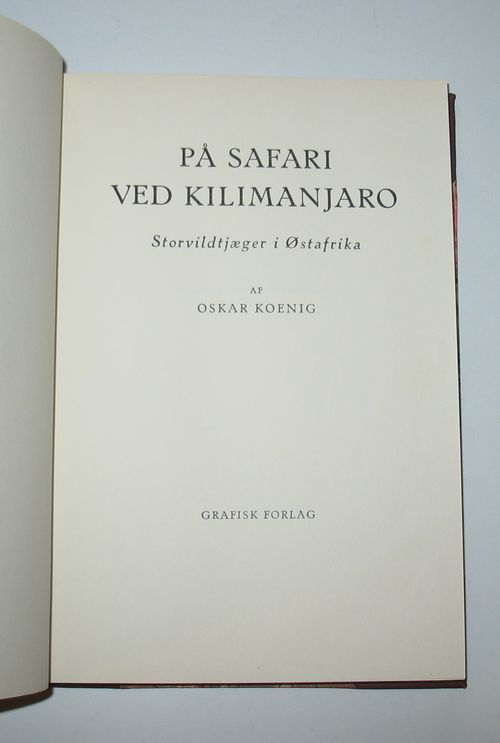 PÅ SAFARI
VED KILIMANJARO
Storvildtjæger i Østafrika
AF
OSKAR KOENIG
GRAFISK FORLAG